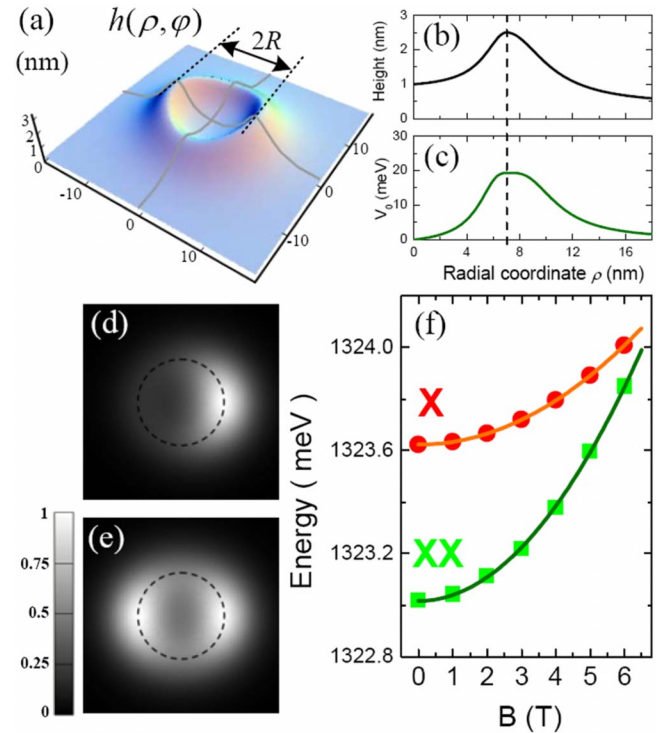 (a) h(ρ,φ)
2R
(nm)
3
2
1
0
-10
0
10
10
0
-10
(b)
Height (nm)
3
2
1
0
(c)
V₀ (meV)
30
20
10
0
0 4 8 12 16
Radial coordinate ρ (nm)
(d)
(e)
1
0.75
0.5
0.25
0
(f)
Energy ( meV )
1324.0
1323.6
1323.2
1322.8
X
XX
0 1 2 3 4 5 6
B (T)